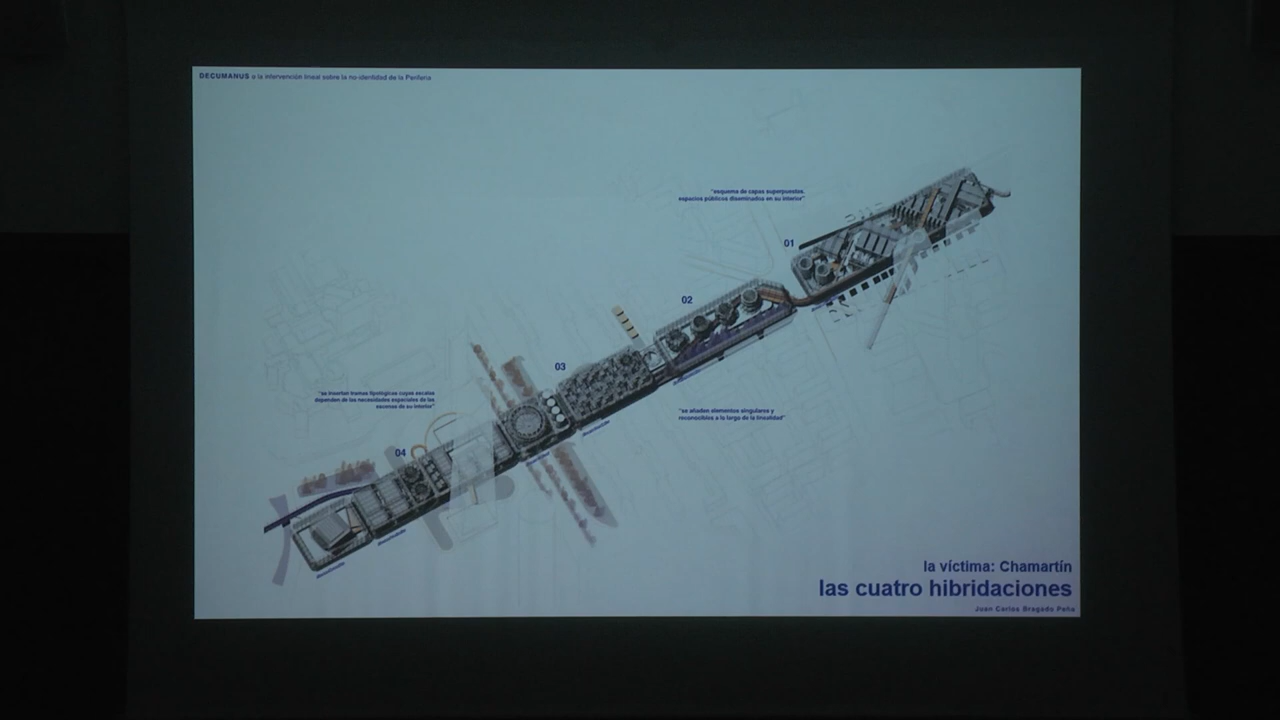 DECUMANUS o la intervención lineal sobre la no-identidad de la Periferia
"esquema de capas superpuestas,
espacios públicos diseminados en su interior"
01
02
03
"se insertan tramas tipológicas cuyas escalas
dependen de las necesidades espaciales de las
escenas de su interior"
"se añaden elementos singulares y
reconocibles a lo largo de la linealidad"
04
la víctima: Chamartín
las cuatro hibridaciones
Juan Carlos Bragado Peña